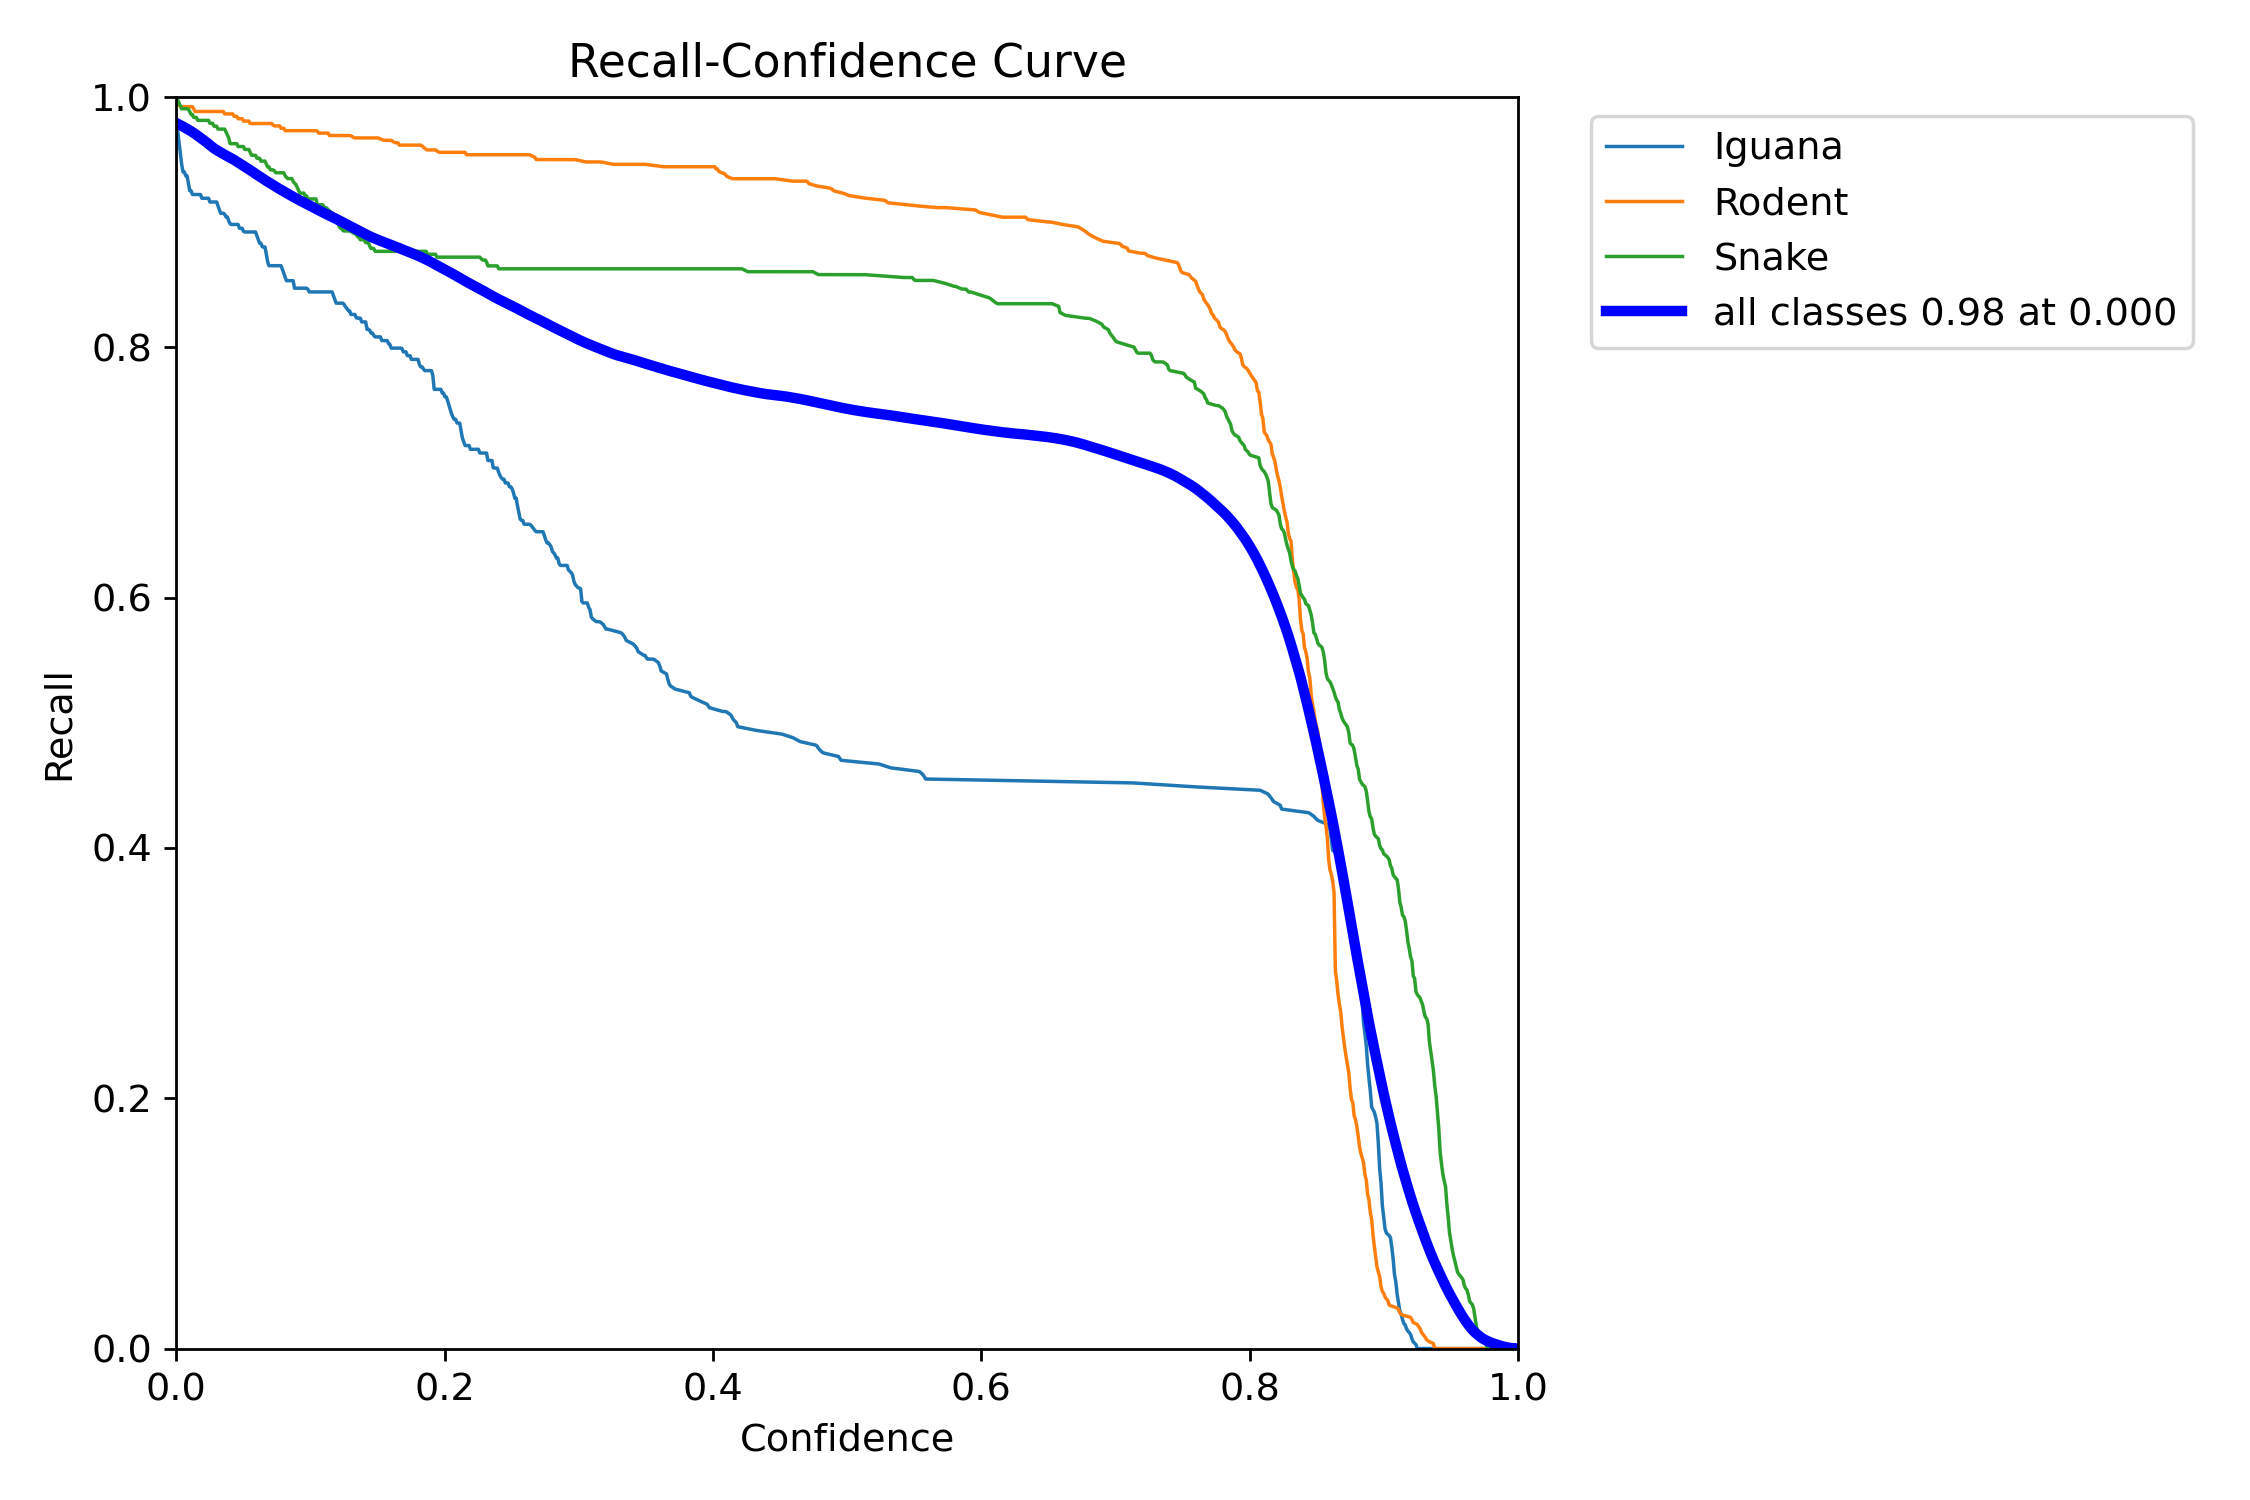 Recall-Confidence Curve
1.0
0.8
0.6
0.4
0.2
0.0
Recall
0.0 0.2 0.4 0.6 0.8 1.0
Confidence
Iguana
Rodent
Snake
all classes 0.98 at 0.000